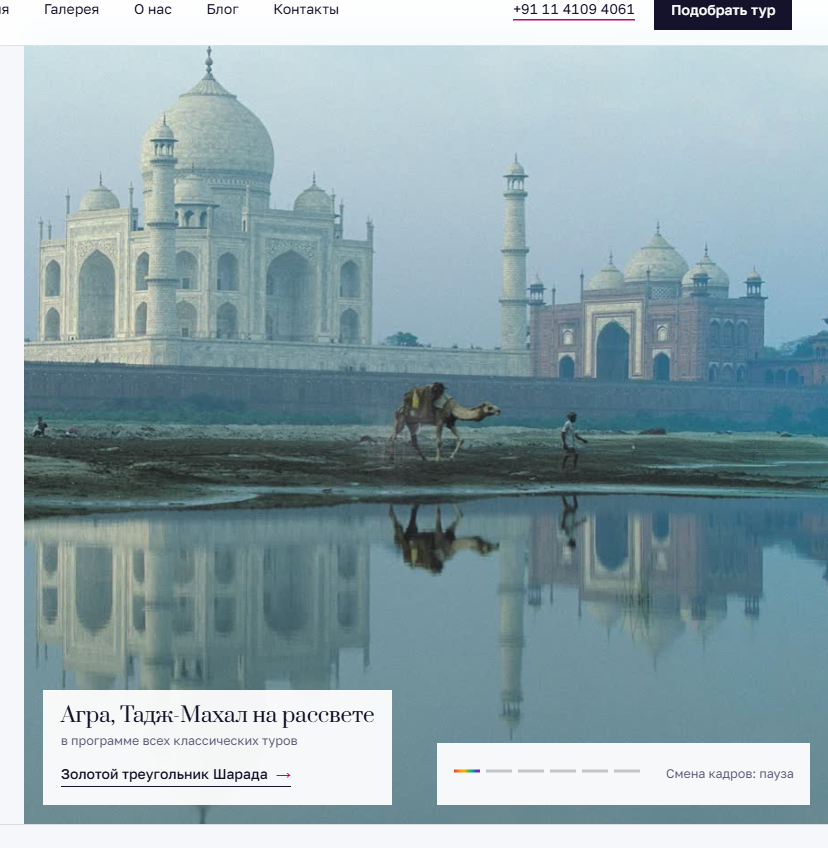 Галерея О нас Блог Контакты +91 11 4109 4061 Подобрать тур
Агра, Тадж-Махал на рассвете
в программе всех классических туров
Золотой треугольник Шарада →
Смена кадров: пауза